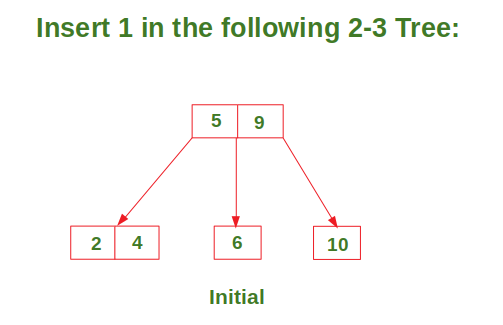 Insert 1 in the following 2-3 Tree:
5 9
2 4 6 10
Initial